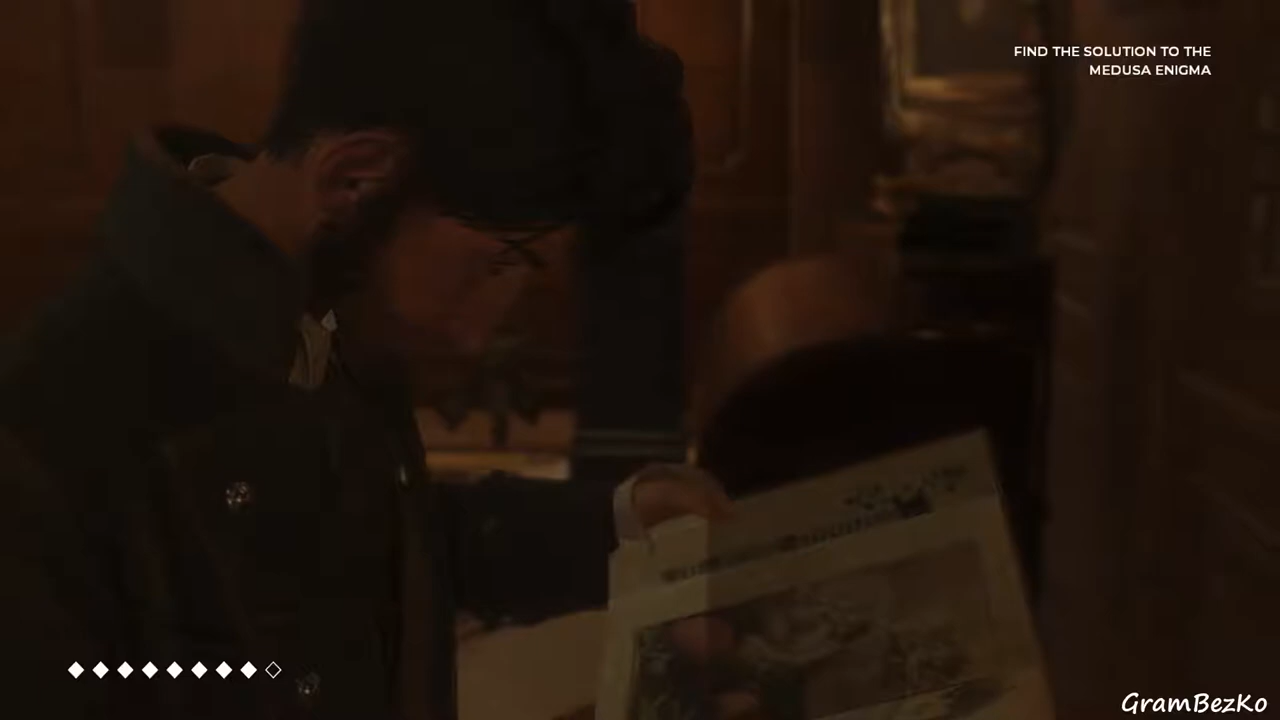 FIND THE SOLUTION TO THE
MEDUSA ENIGMA
GramBezKo